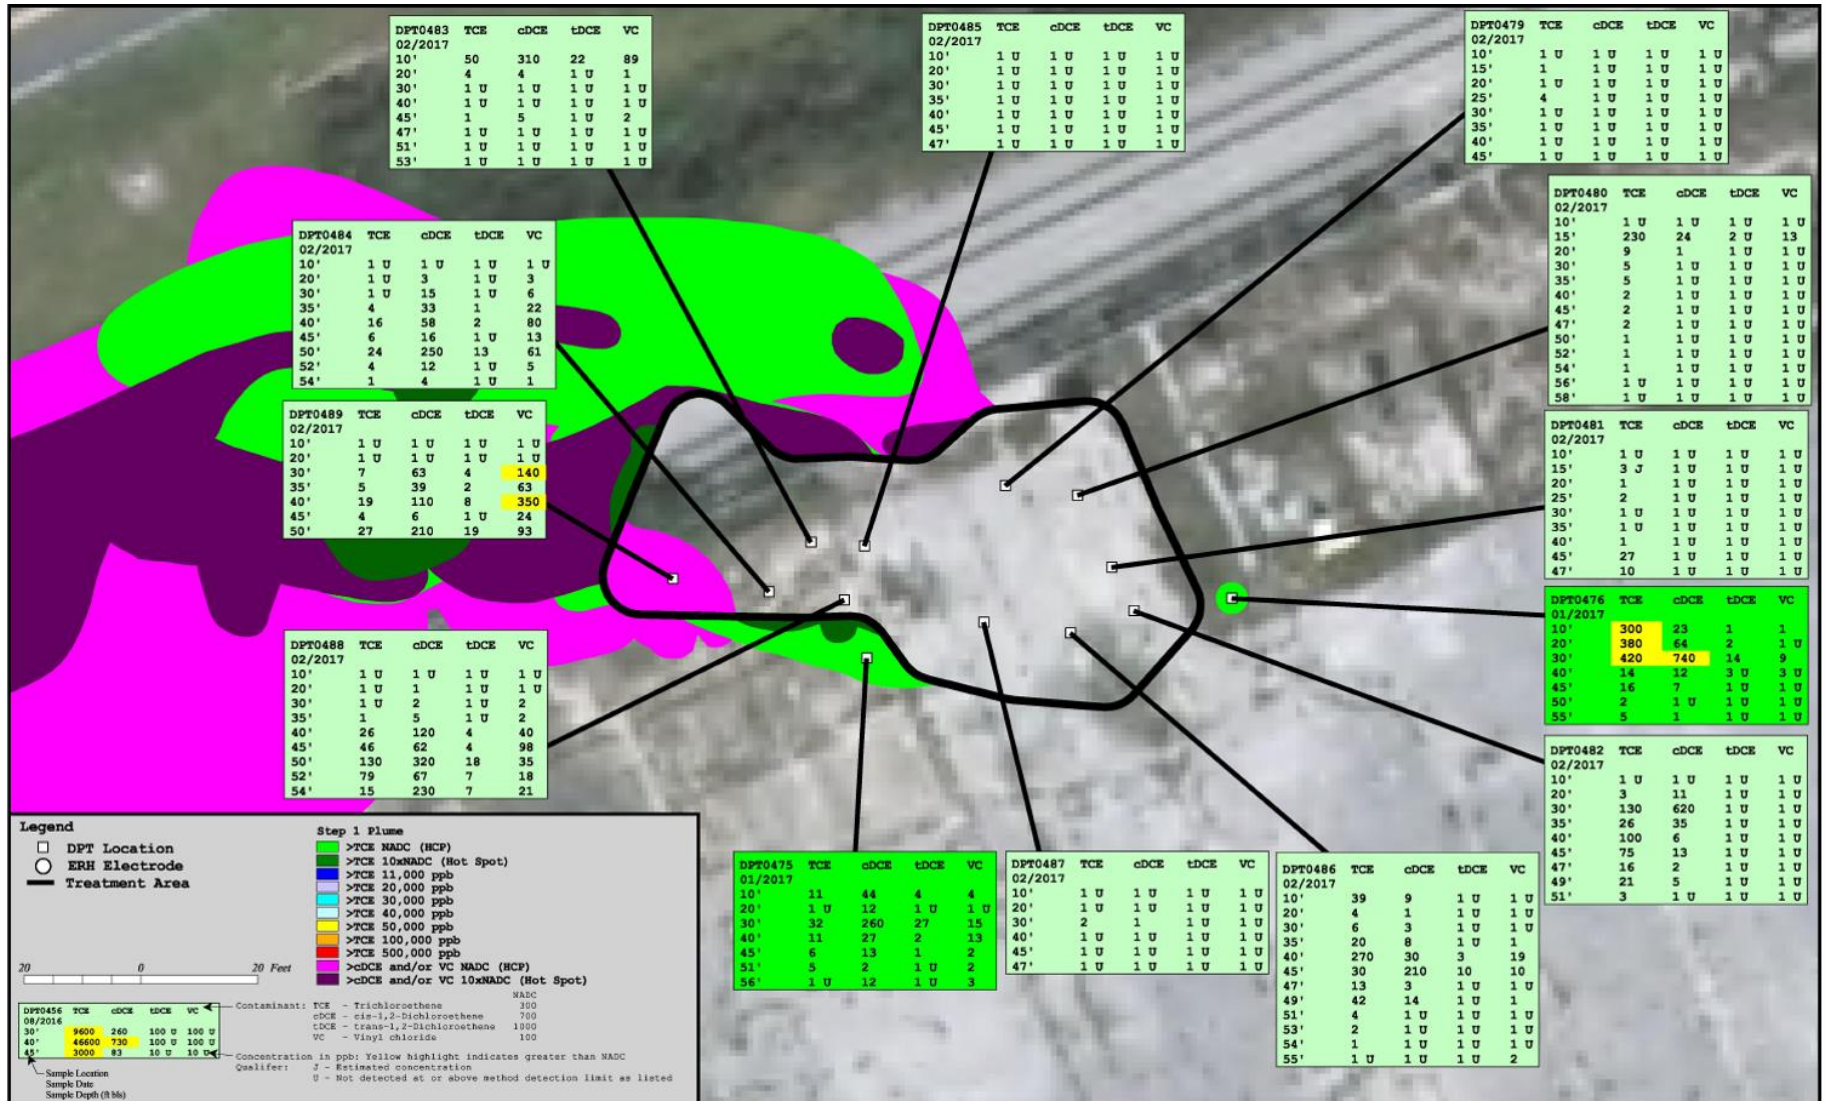 DPT0483 TCE cDCE tDCE VC
02/2017
10' 50 310 22 89
20' 4 4 1 U 1
30' 1 U 1 U 1 U 1 U
40' 1 U 1 U 1 U 1 U
45' 1 5 1 U 2
47' 1 U 1 U 1 U 1 U
51' 1 U 1 U 1 U 1 U
53' 1 U 1 U 1 U 1 U
DPT0485 TCE cDCE tDCE VC
02/2017
10' 1 U 1 U 1 U 1 U
20' 1 U 1 U 1 U 1 U
30' 1 U 1 U 1 U 1 U
35' 1 U 1 U 1 U 1 U
40' 1 U 1 U 1 U 1 U
45' 1 U 1 U 1 U 1 U
47' 1 U 1 U 1 U 1 U
DPT0479 TCE cDCE tDCE VC
02/2017
10' 1 U 1 U 1 U 1 U
15' 1 1 U 1 U 1 U
20' 1 U 1 U 1 U 1 U
25' 4 1 U 1 U 1 U
30' 1 U 1 U 1 U 1 U
35' 1 U 1 U 1 U 1 U
40' 1 U 1 U 1 U 1 U
45' 1 U 1 U 1 U 1 U
DPT0480 TCE cDCE tDCE VC
02/2017
10' 1 U 1 U 1 U 1 U
15' 230 24 2 U 13
20' 9 1 1 U 1 U
30' 5 1 U 1 U 1 U
35' 5 1 U 1 U 1 U
40' 2 1 U 1 U 1 U
45' 2 1 U 1 U 1 U
47' 2 1 U 1 U 1 U
50' 1 1 U 1 U 1 U
52' 1 1 U 1 U 1 U
54' 1 1 U 1 U 1 U
56' 1 U 1 U 1 U 1 U
58' 1 U 1 U 1 U 1 U
DPT0484 TCE cDCE tDCE VC
02/2017
10' 1 U 1 U 1 U 1 U
20' 1 U 3 1 U 3
30' 1 U 15 1 U 6
35' 4 33 1 22
40' 16 58 2 80
45' 6 16 1 U 13
50' 24 250 13 61
52' 4 12 1 U 5
54' 1 4 1 U 1
DPT0489 TCE cDCE tDCE VC
02/2017
10' 1 U 1 U 1 U 1 U
20' 1 U 1 U 1 U 1 U
30' 7 63 4 140
35' 5 39 2 63
40' 19 110 8 350
45' 4 6 1 U 24
50' 27 210 19 93
DPT0481 TCE cDCE tDCE VC
02/2017
10' 1 U 1 U 1 U 1 U
15' 3 J 1 U 1 U 1 U
20' 1 1 U 1 U 1 U
25' 2 1 U 1 U 1 U
30' 1 U 1 U 1 U 1 U
35' 1 U 1 U 1 U 1 U
40' 1 1 U 1 U 1 U
45' 27 1 U 1 U 1 U
47' 10 1 U 1 U 1 U
DPT0476 TCE cDCE tDCE VC
01/2017
10' 300 23 1 1
20' 380 64 2 1 U
30' 420 740 14 9
40' 14 12 3 U 3 U
45' 16 7 1 U 1 U
50' 2 1 U 1 U 1 U
55' 5 1 1 U 1 U
DPT0488 TCE cDCE tDCE VC
02/2017
10' 1 U 1 U 1 U 1 U
20' 1 U 1 1 U 1 U
30' 1 U 2 1 U 2
35' 1 5 1 U 2
40' 26 120 4 40
45' 46 62 4 98
50' 130 320 18 35
52' 79 67 7 18
54' 15 230 7 21
DPT0482 TCE cDCE tDCE VC
02/2017
10' 1 U 1 U 1 U 1 U
20' 3 11 1 U 1 U
30' 130 620 1 U 1 U
35' 26 35 1 U 1 U
40' 100 6 1 U 1 U
45' 75 13 1 U 1 U
47' 16 2 1 U 1 U
49' 21 5 1 U 1 U
51' 3 1 U 1 U 1 U
DPT0475 TCE cDCE tDCE VC
01/2017
10' 11 44 4 4
20' 1 U 12 1 U 1 U
30' 32 260 27 15
40' 11 27 2 13
45' 6 13 1 2
51' 5 2 1 U 2
56' 1 U 12 1 U 3
DPT0487 TCE cDCE tDCE VC
02/2017
10' 1 U 1 U 1 U 1 U
20' 1 U 1 U 1 U 1 U
30' 2 1 1 U 1 U
40' 1 U 1 U 1 U 1 U
45' 1 U 1 U 1 U 1 U
47' 1 U 1 U 1 U 1 U
DPT0486 TCE cDCE tDCE VC
02/2017
10' 39 9 1 U 1 U
20' 4 1 1 U 1 U
30' 6 3 1 U 1 U
35' 20 8 1 U 1
40' 270 30 3 19
45' 30 210 10 10
47' 13 3 1 U 1 U
49' 42 14 1 U 1
51' 4 1 U 1 U 1 U
53' 2 1 U 1 U 1 U
54' 1 1 U 1 U 1 U
55' 1 U 1 U 1 U 2
Legend
DPT Location
ERH Electrode
Treatment Area
20 0 20 Feet
Step 1 Plume
>TCE NADC (HCP)
>TCE 10xNADC (Hot Spot)
>TCE 11,000 ppb
>TCE 20,000 ppb
>TCE 30,000 ppb
>TCE 40,000 ppb
>TCE 50,000 ppb
>TCE 100,000 ppb
>TCE 500,000 ppb
>cDCE and/or VC NADC (HCP)
>cDCE and/or VC 10xNADC (Hot Spot)
DPT0456 TCE cDCE tDCE VC
08/2016
30' 9600 260 100 U 100 U
40' 46600 730 100 U 100 U
45' 3000 83 10 U 10 U
Sample Location
Sample Date
Sample Depth (ft bls)
NADC
Contaminant: TCE - Trichloroethene 300
cDCE - cis-1,2-Dichloroethene 700
tDCE - trans-1,2-Dichloroethene 1000
VC - Vinyl chloride 100
Concentration in ppb: Yellow highlight indicates greater than NADC
Qualifer: J - Estimated concentration
U - Not detected at or above method detection limit as listed